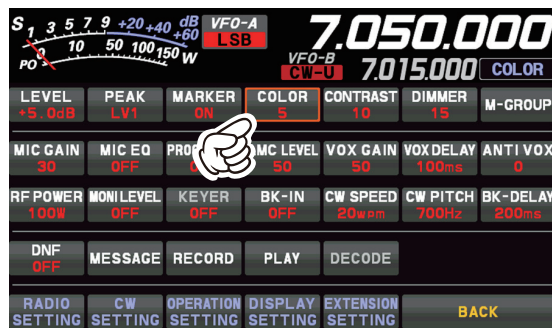 S 1 3 5 7 9 +20 +40 +60 dB
VFO-A
LSB
7.050.000
PO 0 10 50 100 150 W
VFO-B
CW-U
7.015.000
COLOR
LEVEL PEAK MARKER COLOR CONTRAST DIMMER M-GROUP
+5.0dB LV1 ON 5 10 15
MIC GAIN MIC EQ AMC LEVEL VOX GAIN VOX DELAY ANTI VOX
30 OFF 50 50 100ms 0
RF POWER MONI LEVEL KEYER BK-IN CW SPEED CW PITCH BK-DELAY
100W OFF OFF OFF 20wpm 700Hz 200ms
DNF MESSAGE RECORD PLAY DECODE
OFF
RADIO CW OPERATION DISPLAY EXTENSION BACK
SETTING SETTING SETTING SETTING SETTING